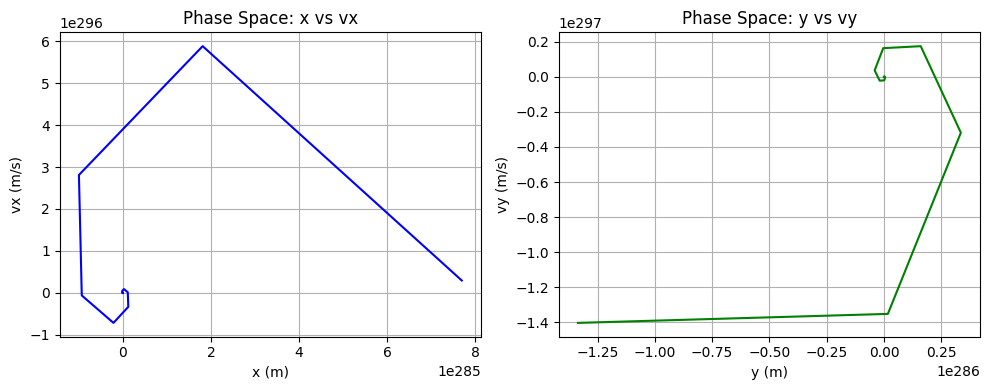 Phase Space: x vs vx
1e296
6
5
4
3
2
1
0
−1
vx (m/s)
0
2
4
6
8
x (m)
1e285
Phase Space: y vs vy
1e297
0.2
0.0
−0.2
−0.4
−0.6
−0.8
−1.0
−1.2
−1.4
vy (m/s)
−1.25
−1.00
−0.75
−0.50
−0.25
0.00
0.25
y (m)
1e286